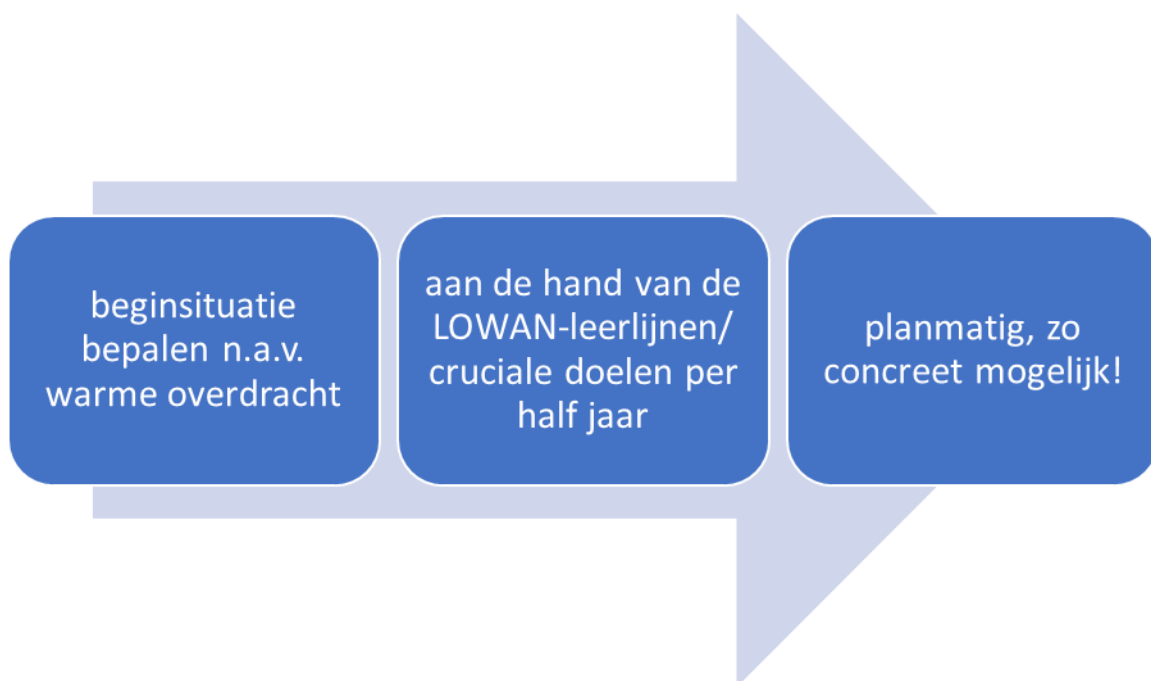 beginsituatie
bepalen n.a.v.
warme overdracht
aan de hand van de
LOWAN-leerlijnen/
cruciale doelen per
half jaar
planmatig, zo
concreet mogelijk!